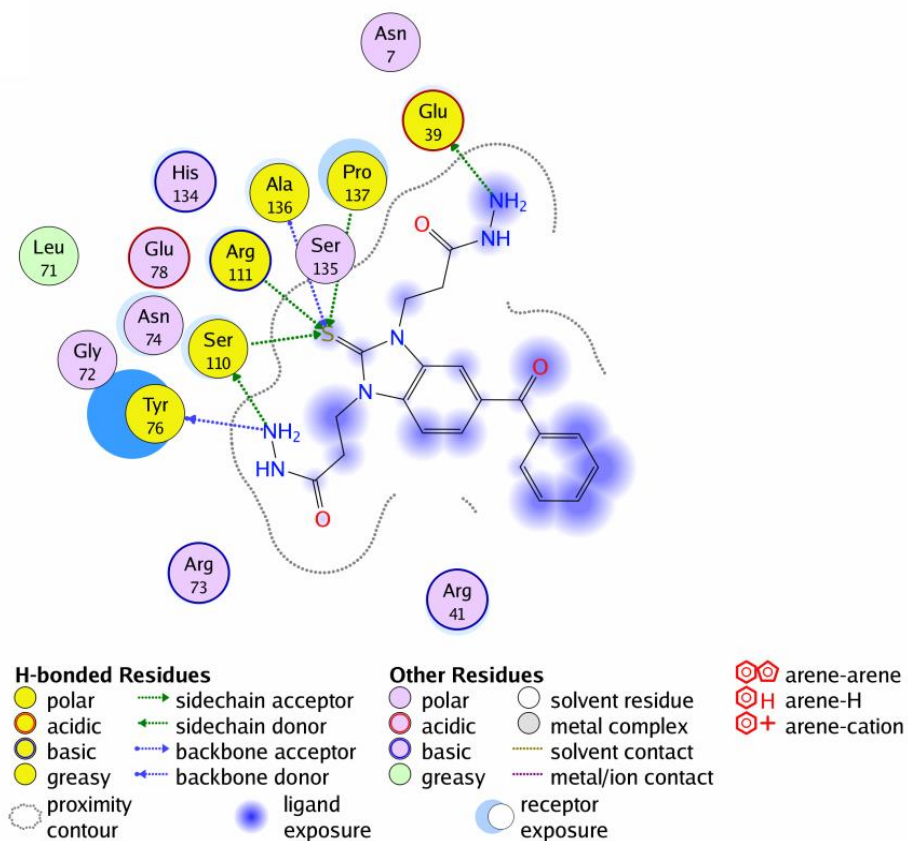 Asn
7
Glu
39
His
134
Ala
136
Pro
137
Leu
71
Glu
78
Arg
111
Ser
135
Asn
74
Gly
72
Ser
110
Tyr
76
Arg
73
Arg
41
NH2
NH
O
S
N
N
O
NH2
HN
O
H-bonded Residues
polar
acidic
basic
greasy
sidechain acceptor
sidechain donor
backbone acceptor
backbone donor
Other Residues
polar
acidic
basic
greasy
solvent residue
metal complex
solvent contact
metal/ion contact
arene-arene
H arene-H
+ arene-cation
proximity
contour
ligand
exposure
receptor
exposure